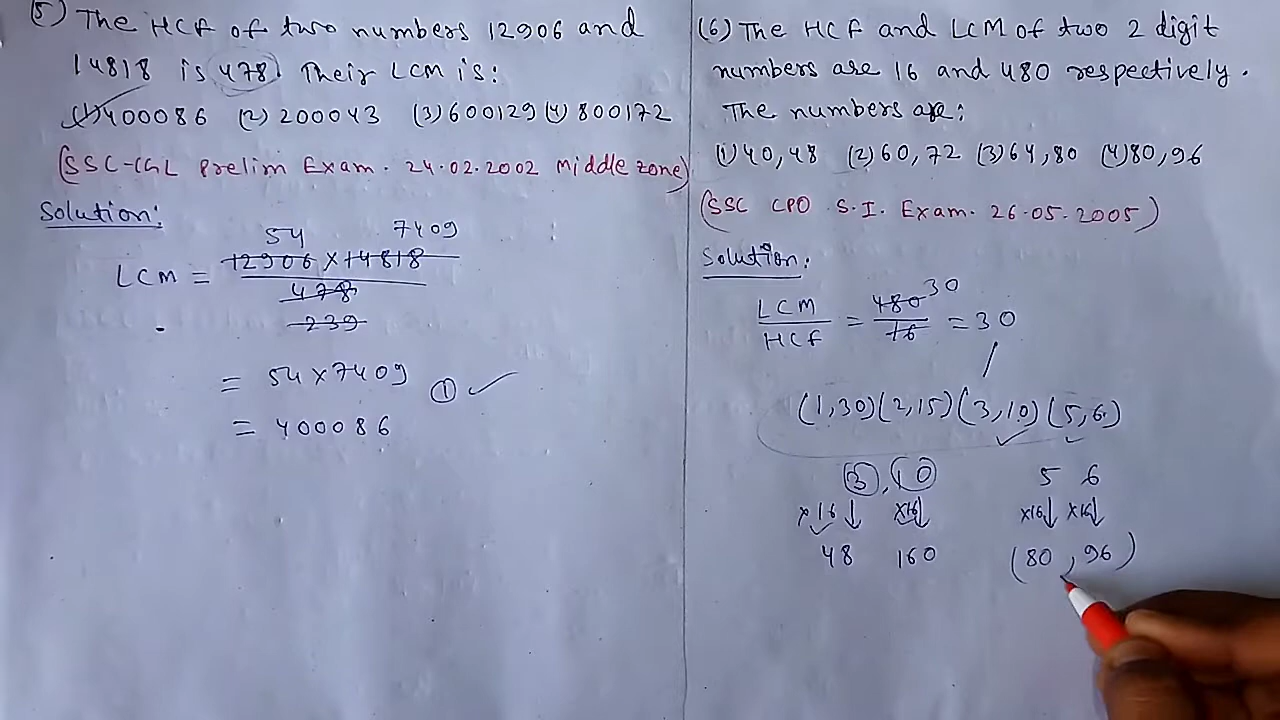 5) The HCF of two numbers 12906 and
14818 is 478. Their LCM is:
(1) 400086 (2) 200043 (3) 600129 (4) 800172
(SSC-CGL Prelim Exam. 24.02.2002 Middle zone)
Solution:
54 7409
LCM = 12906 × 14818
478
239
= 54 × 7409 ①
= 400086
(6) The HCF and LCM of two 2 digit
numbers are 16 and 480 respectively.
The numbers are:
(1) 40,48 (2) 60,72 (3) 64,80 (4) 80,96
(SSC CPO S.I. Exam. 26.05.2005)
Solution:
LCM/HCF = 480/16 30 = 30
(1,30)(2,15)(3,10)(5,6)
3,10 5 6
×16 ×16 ×16 ×16
48 160 (80,96)